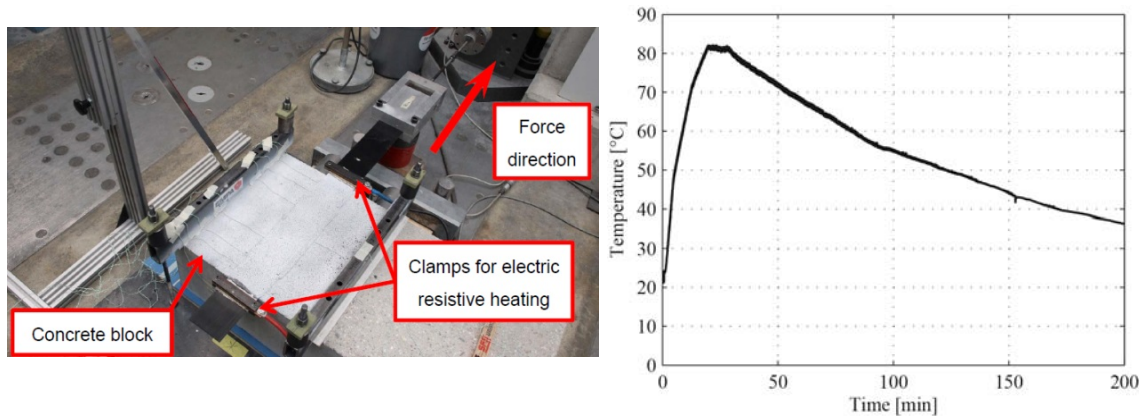 Force
direction
Clamps for electric
resistive heating
Concrete block
90
80
70
60
50
40
30
20
10
0
Temperature [°C]
0
50
100
150
200
Time [min]